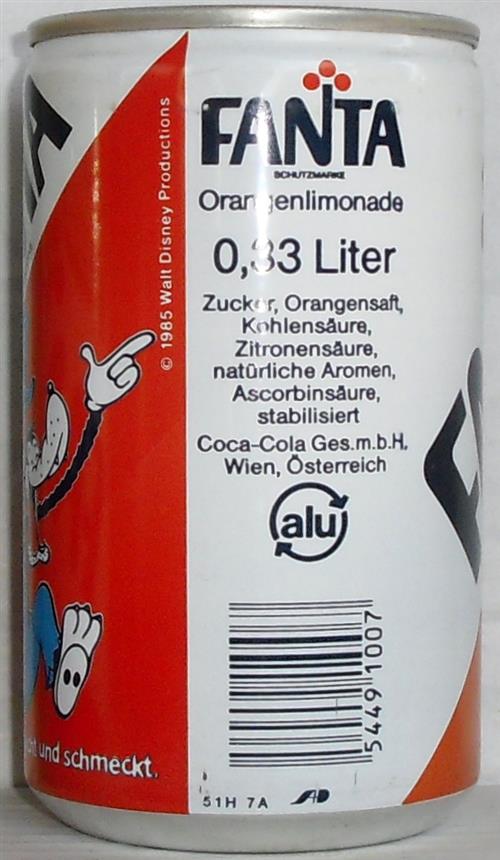 FANTA
SCHUTZMARKE
Orangenlimonade
0,33 Liter
Zucker, Orangensaft,
Kohlensäure,
Zitronensäure,
natürliche Aromen,
Ascorbinsäure,
stabilisiert
Coca-Cola Ges.m.b.H.
Wien, Österreich
alu
5449 1007
51H 7A
© 1985 Walt Disney Productions
und schmeckt.